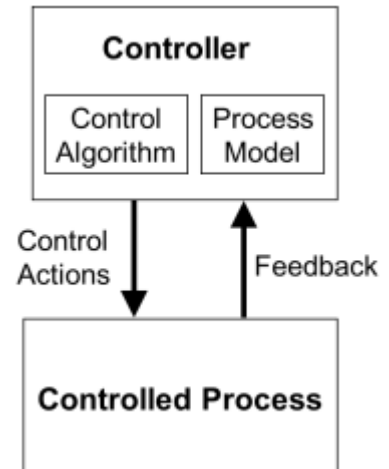 Controller
Control
Algorithm
Process
Model
Control
Actions
Feedback
Controlled Process